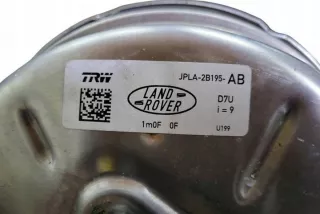 TRW
JPLA-2B195-AB
LAND
ROVER
D7U
i = 9
1m0F 0F
U199